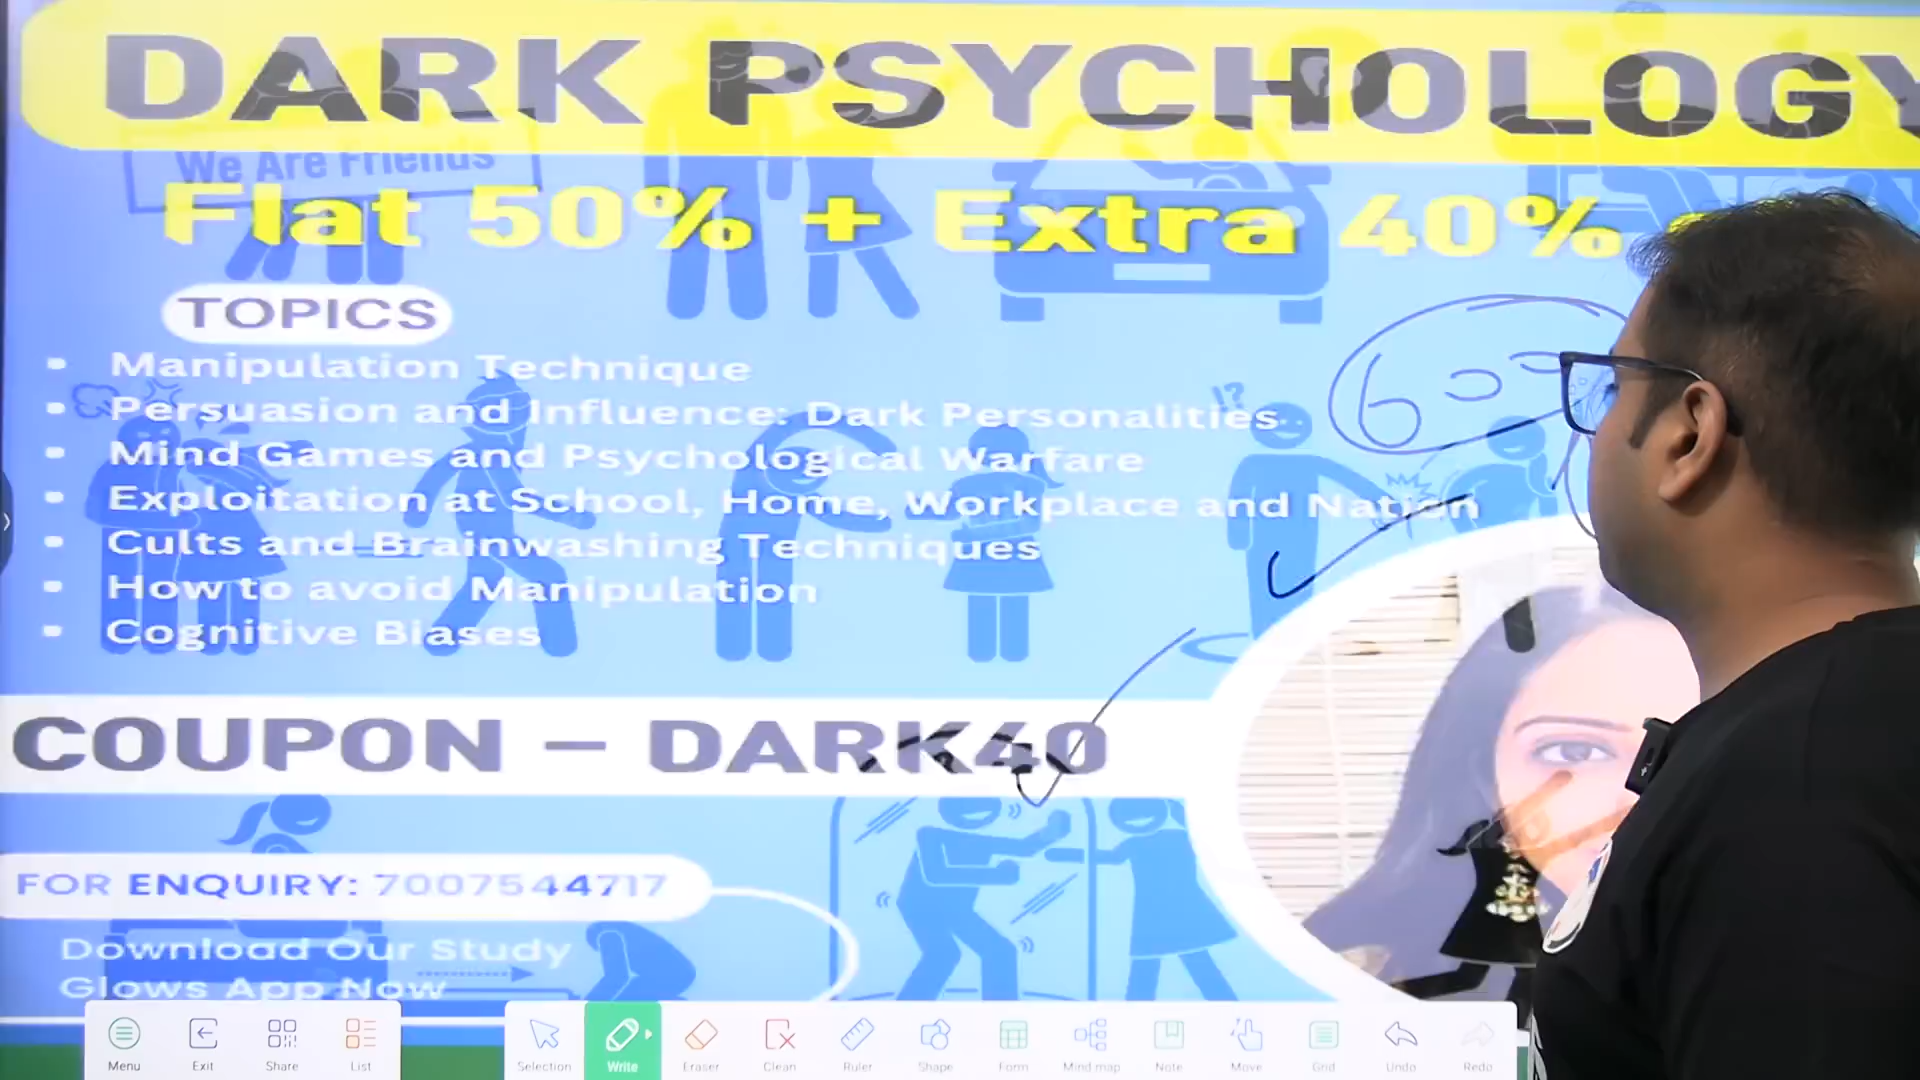 DARK PSYCHOLOGY
We Are Friends
Flat 50% + Extra 40%
TOPICS
• Manipulation Technique
• Persuasion and Influence: Dark Personalities
!?
• Mind Games and Psychological Warfare
• Exploitation at School, Home, Workplace and Nation
• Cults and Brainwashing Techniques
• How to avoid Manipulation
• Cognitive Biases
600
COUPON – DARK40
FOR ENQUIRY: 7007544717
Download Our Study
Glows App Now
Menu Exit Share List Selection Write Eraser Clean Ruler Shape Form Mind map Note Move Grid Undo Redo